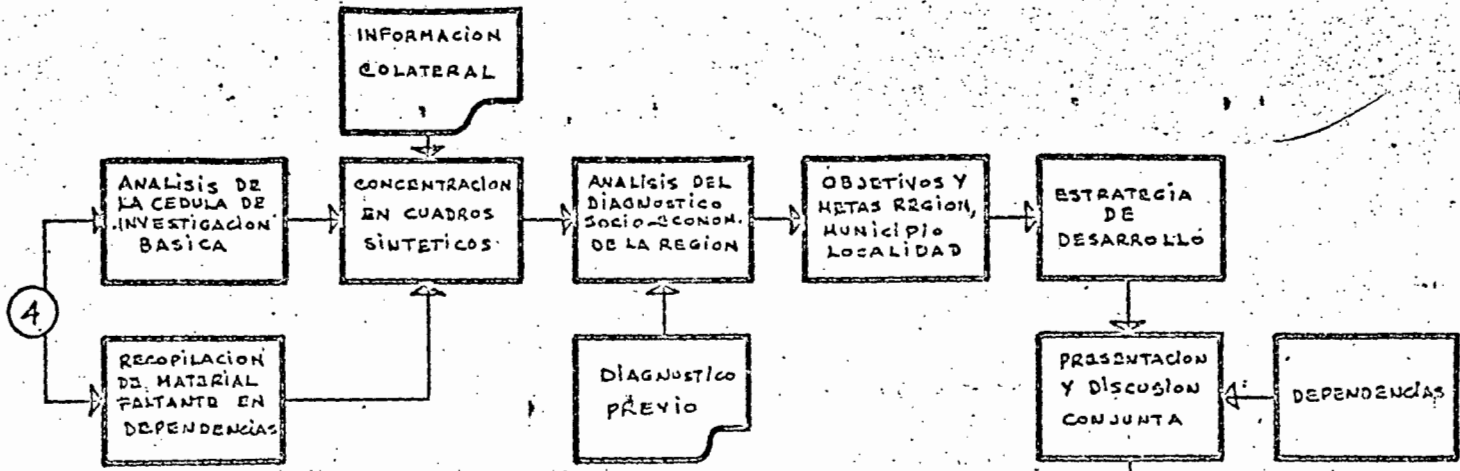 INFORMACION
COLATERAL
ANALISIS DE
LA CEDULA DE
INVESTIGACION
BASICA
CONCENTRACION
EN CUADROS
SINTETICOS
ANALISIS DEL
DIAGNOSTICO
SOCIO-ECONOM.
DE LA REGION
OBJETIVOS Y
METAS REGION,
MUNICIPIO
LOCALIDAD
ESTRATEGIA
DE
DESARROLLO
4
RECOPILACION
DE MATERIAL
FALTANTE EN
DEPENDENCIAS
DIAGNOSTICO
PREVIO
PRESENTACION
Y DISCUSION
CONJUNTA
DEPENDENCIAS